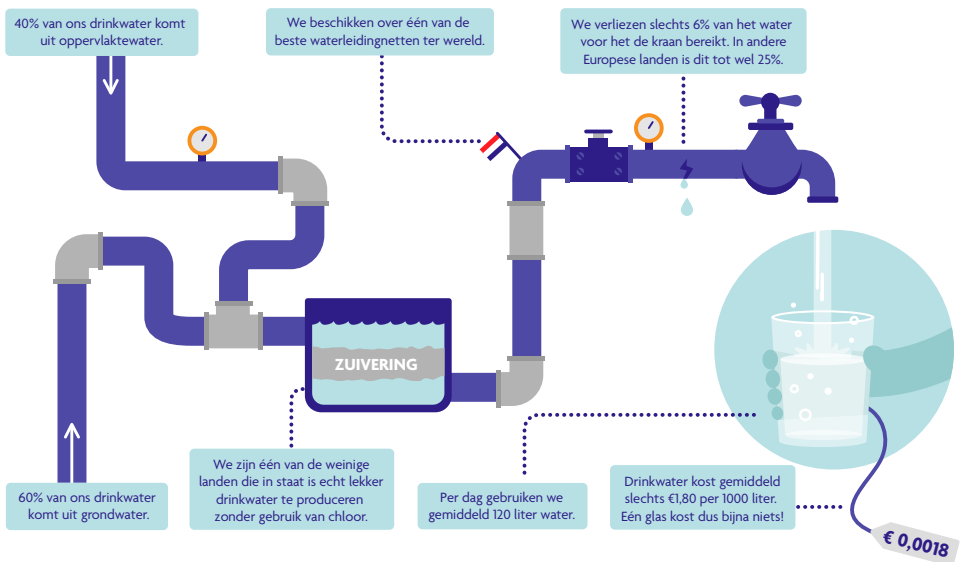 40% van ons drinkwater komt
uit oppervlaktewater.
We beschikken over één van de
beste waterleidingnetten ter wereld.
We verliezen slechts 6% van het water
voor het de kraan bereikt. In andere
Europese landen is dit tot wel 25%.
ZUIVERING
60% van ons drinkwater
komt uit grondwater.
We zijn één van de weinige
landen die in staat is echt lekker
drinkwater te produceren
zonder gebruik van chloor.
Per dag gebruiken we
gemiddeld 120 liter water.
Drinkwater kost gemiddeld
slechts €1,80 per 1000 liter.
Eén glas kost dus bijna niets!
€ 0,0018